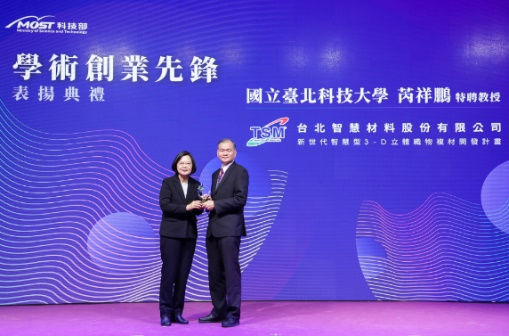 MOST 科技部
Ministry of Science and Technology
學術創業先鋒
表揚典禮
國立臺北科技大學 芮祥鵬 特聘教授
TSM 台北智慧材料股份有限公司
新世代智慧型3-D立體織物複材開發計畫